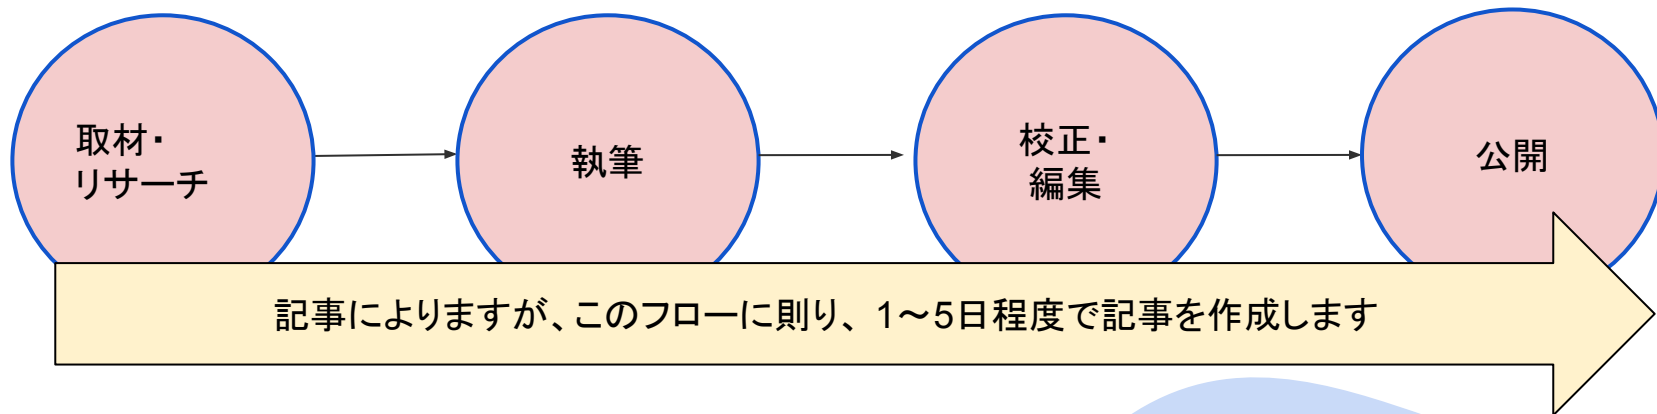 取材・
リサーチ
執筆
校正・
編集
公開
記事によりますが、このフローに則り、1～5日程度で記事を作成します